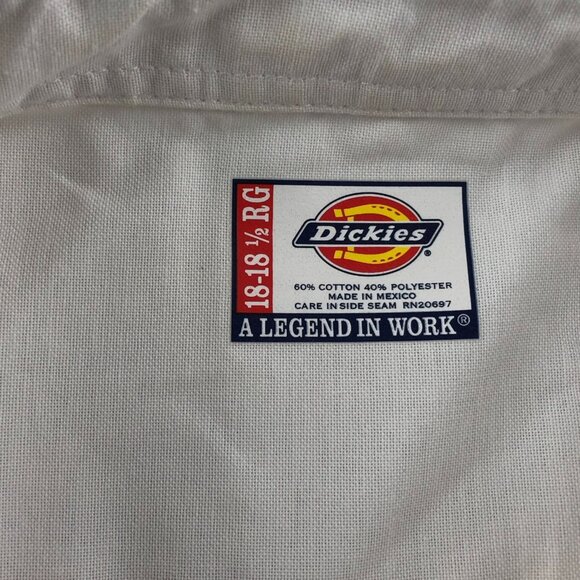 18-18 ½ RG
Dickies®
60% COTTON 40% POLYESTER
MADE IN MEXICO
CARE IN SIDE SEAM RN20697
A LEGEND IN WORK®